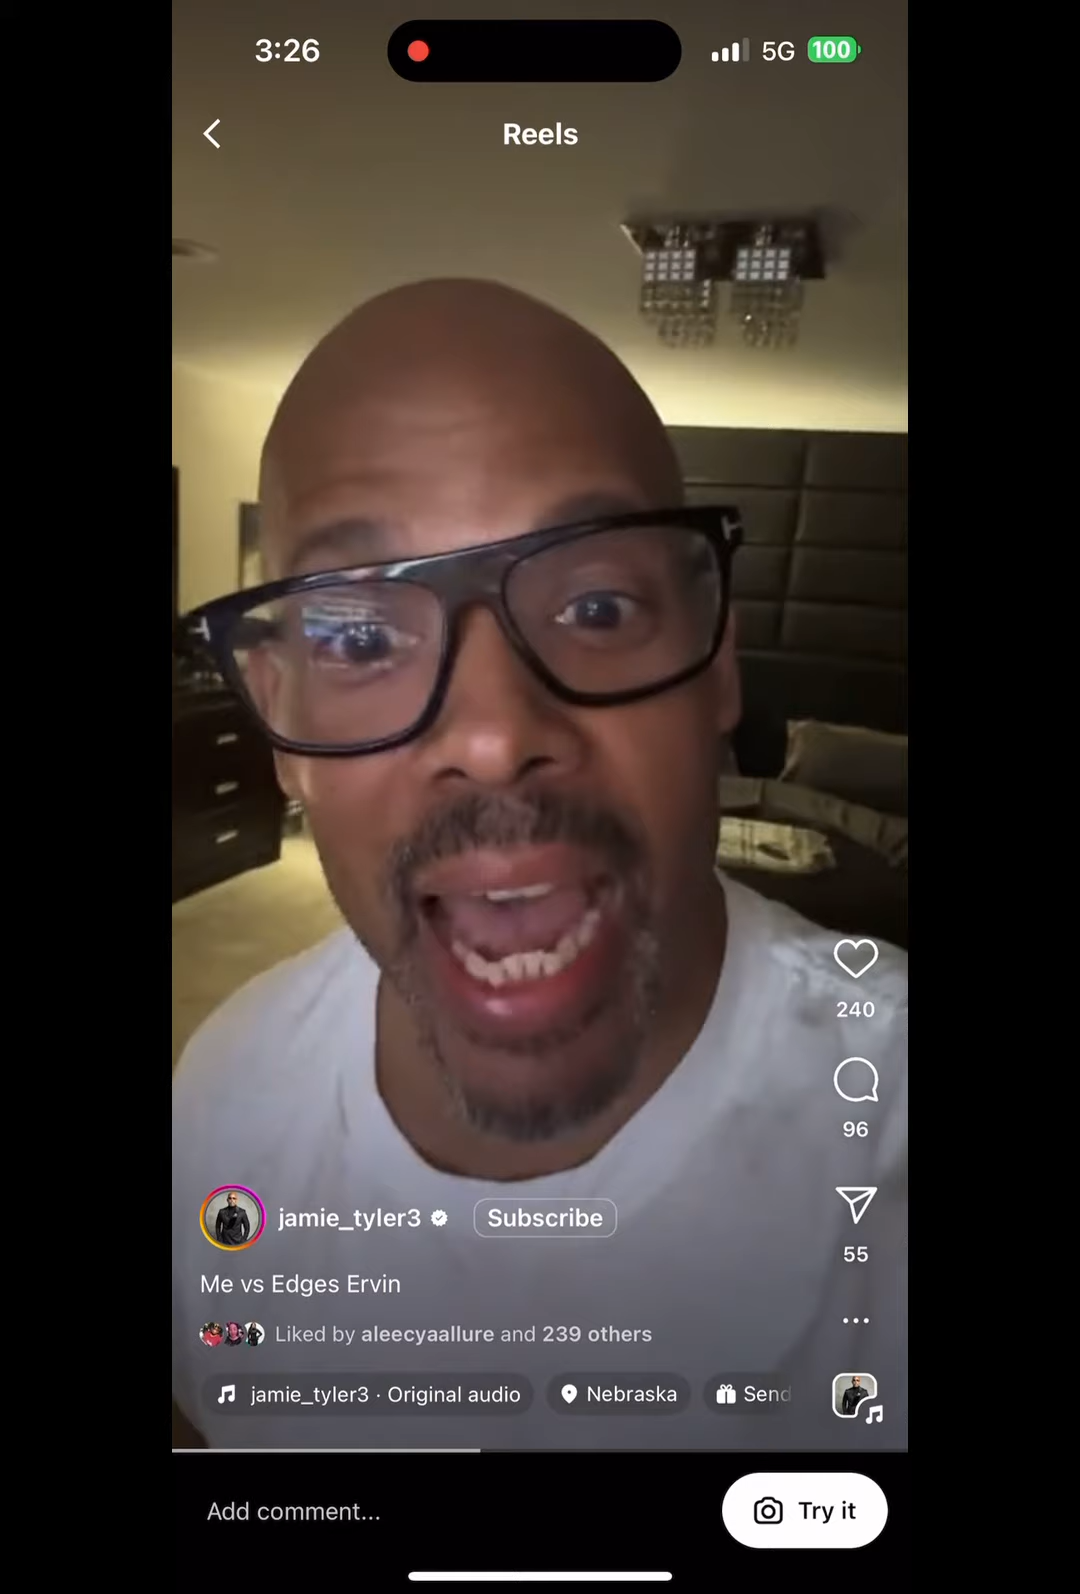 3:26
5G
100
Reels
240
96
jamie_tyler3
Subscribe
55
Me vs Edges Ervin
Liked by aleecyaallure and 239 others
jamie_tyler3 · Original audio
Nebraska
Send
Add comment...
Try it